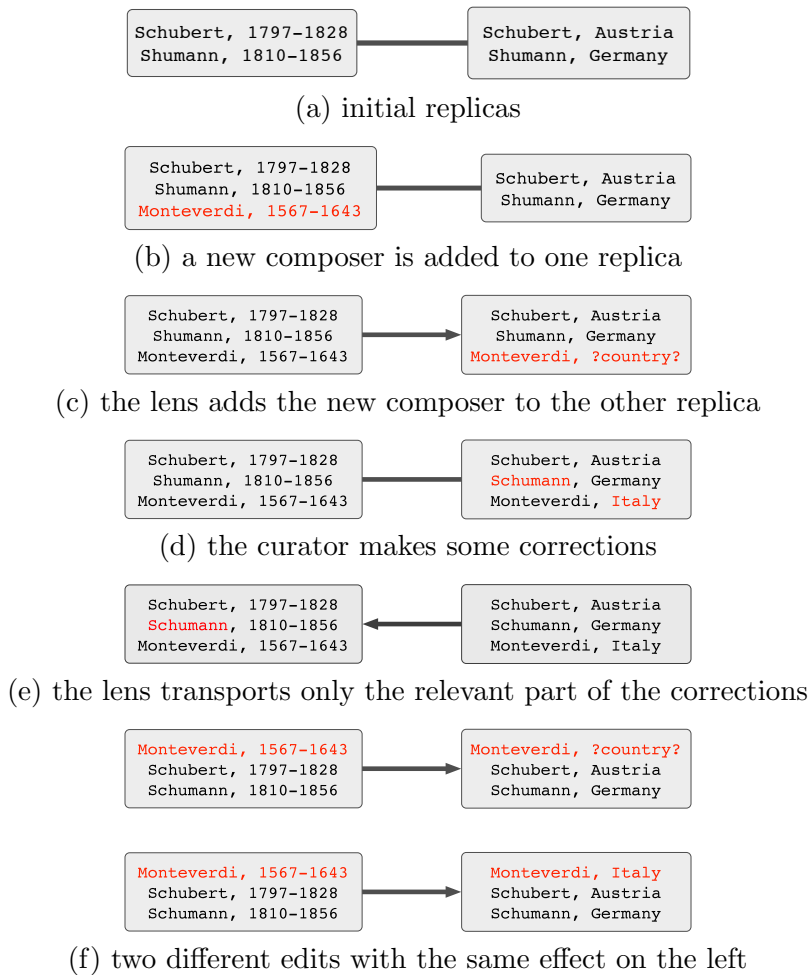 Schubert, 1797-1828
Shumann, 1810-1856
Schubert, Austria
Shumann, Germany
(a) initial replicas
Schubert, 1797-1828
Shumann, 1810-1856
Monteverdi, 1567-1643
Schubert, Austria
Shumann, Germany
(b) a new composer is added to one replica
Schubert, 1797-1828
Shumann, 1810-1856
Monteverdi, 1567-1643
Schubert, Austria
Shumann, Germany
Monteverdi, ?country?
(c) the lens adds the new composer to the other replica
Schubert, 1797-1828
Shumann, 1810-1856
Monteverdi, 1567-1643
Schubert, Austria
Schumann, Germany
Monteverdi, Italy
(d) the curator makes some corrections
Schubert, 1797-1828
Schumann, 1810-1856
Monteverdi, 1567-1643
Schubert, Austria
Schumann, Germany
Monteverdi, Italy
(e) the lens transports only the relevant part of the corrections
Monteverdi, 1567-1643
Schubert, 1797-1828
Schumann, 1810-1856
Monteverdi, ?country?
Schubert, Austria
Schumann, Germany
Monteverdi, 1567-1643
Schubert, 1797-1828
Schumann, 1810-1856
Monteverdi, Italy
Schubert, Austria
Schumann, Germany
(f) two different edits with the same effect on the left